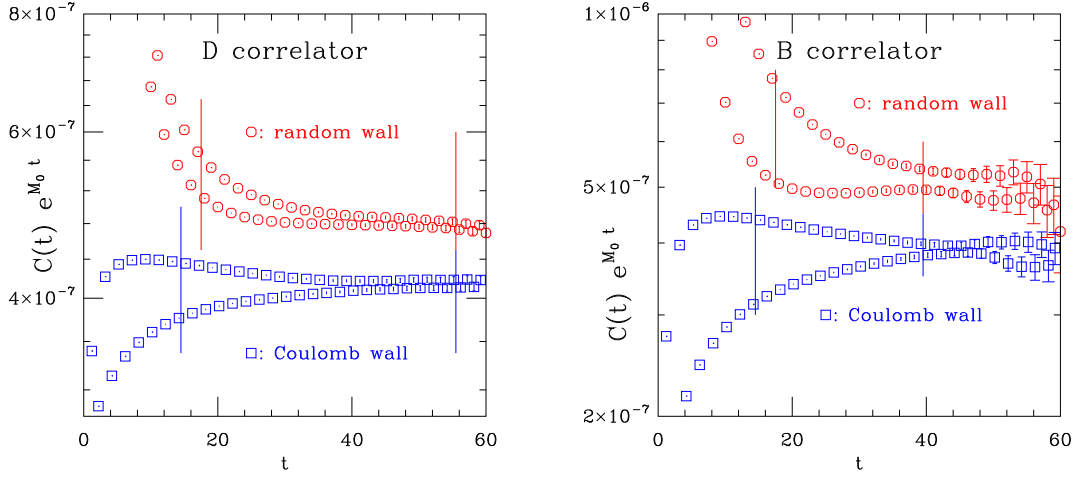 8×10⁻⁷
D correlator
6×10⁻⁷
○: random wall
C(t) e^{M₀ t}
4×10⁻⁷
□: Coulomb wall
0
20
40
60
t
1×10⁻⁶
B correlator
○: random wall
5×10⁻⁷
C(t) e^{M₀ t}
□: Coulomb wall
2×10⁻⁷
0
20
40
60
t